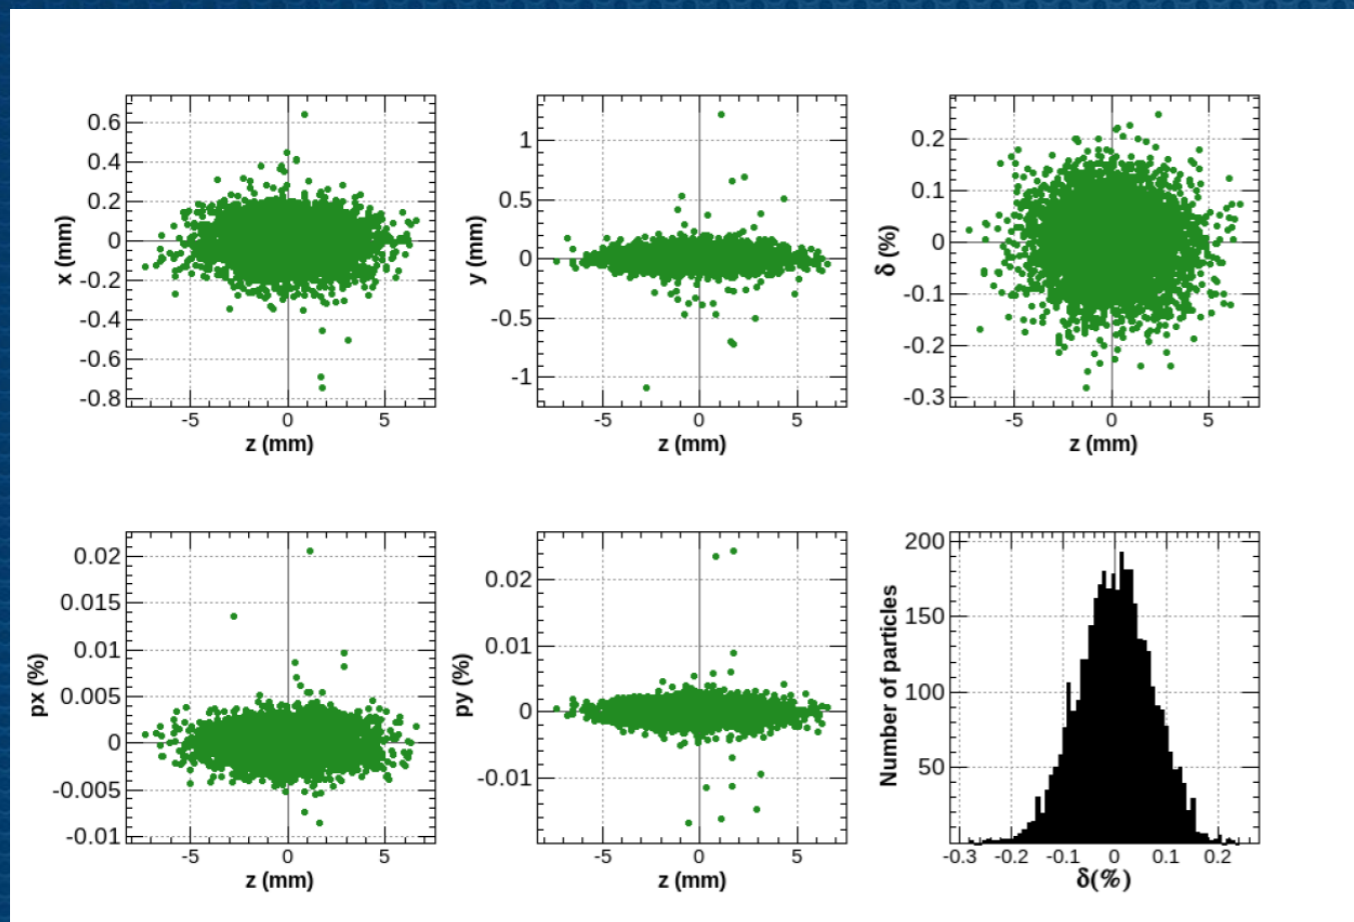 0.6
0.4
0.2
0
-0.2
-0.4
-0.6
-0.8
x (mm)
-5 0 5
z (mm)
1
0.5
0
-0.5
-1
y (mm)
-5 0 5
z (mm)
0.2
0.1
0
-0.1
-0.2
-0.3
δ (%)
-5 0 5
z (mm)
0.02
0.015
0.01
0.005
0
-0.005
-0.01
px (%)
-5 0 5
z (mm)
0.02
0.01
0
-0.01
py (%)
-5 0 5
z (mm)
200
150
100
50
Number of particles
-0.3 -0.2 -0.1 0 0.1 0.2
δ(%)